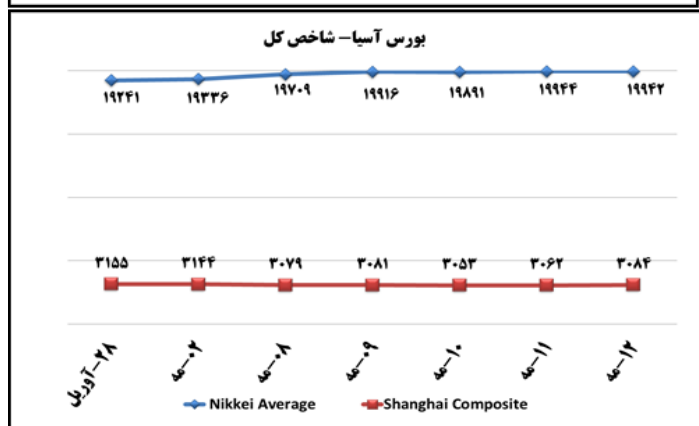 بورس آسیا– شاخص کل
۱۹۲۴۱ ۱۹۳۳۶ ۱۹۷۰۹ ۱۹۹۱۶ ۱۹۸۹۱ ۱۹۹۴۴ ۱۹۹۴۲
۳۱۵۵ ۳۱۴۴ ۳۰۷۹ ۳۰۸۱ ۳۰۵۳ ۳۰۶۲ ۳۰۸۴
۲۸–آوریل ۰۲–مه ۰۸–مه ۰۹–مه ۱۰–مه ۱۱–مه ۱۲–مه
Nikkei Average Shanghai Composite